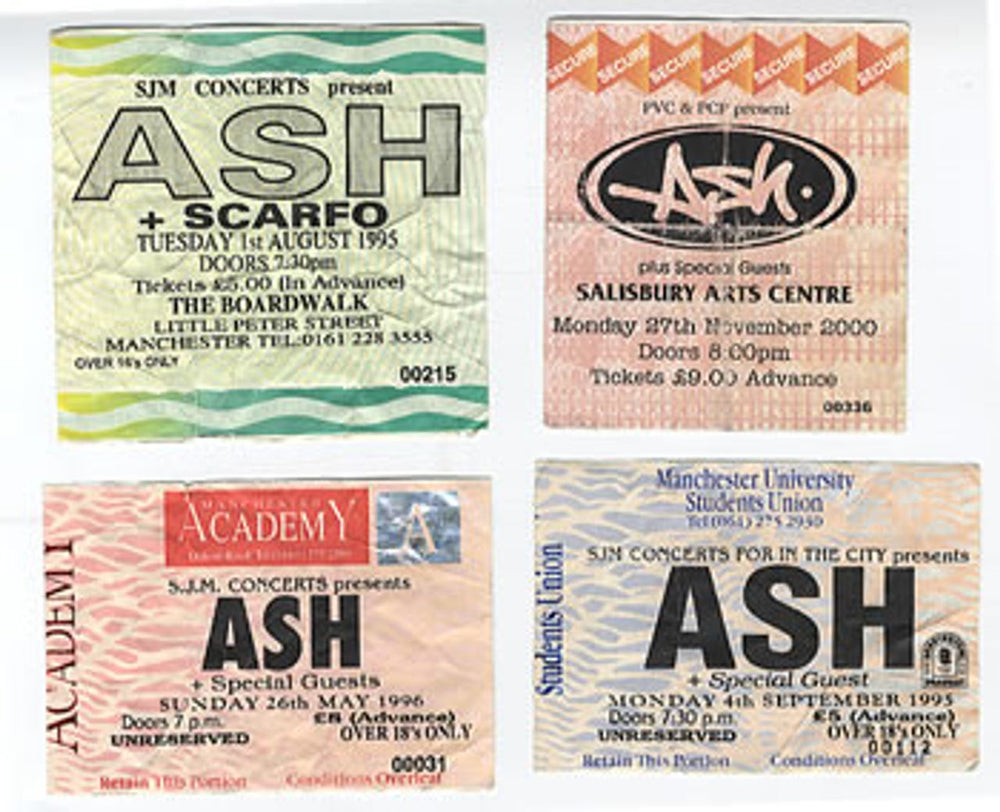 SJM CONCERTS present
ASH
+ SCARFO
TUESDAY 1st AUGUST 1995
DOORS 7.30pm
Tickets £5.00 (In Advance)
THE BOARDWALK
LITTLE PETER STREET
MANCHESTER TEL:0161 228 3555
OVER 16's ONLY
00215
SECURE SECURE SECURE SECURE SECURE SECURE SECURE
PVC & PCP present
Ash.
plus Special Guests
SALISBURY ARTS CENTRE
Monday 27th November 2000
Doors 8:00pm
Tickets £9.00 Advance
00336
ACADEMY
MANCHESTER
ACADEMY
A
S.J.M. CONCERTS presents
ASH
+ Special Guests
SUNDAY 26th MAY 1996
Doors 7 p.m.
£8 (Advance)
UNRESERVED
OVER 18's ONLY
00031
Retain This Portion
Conditions Overleaf
Students Union
Manchester University
Students Union
Tel (061) 275 2930
SJM CONCERTS FOR IN THE CITY presents
ASH
+ Special Guest
MONDAY 4th SEPTEMBER 1995
Doors 7:30 p.m.
£5 (Advance)
UNRESERVED
OVER 18's ONLY
00112
Retain This Portion
Conditions Overleaf